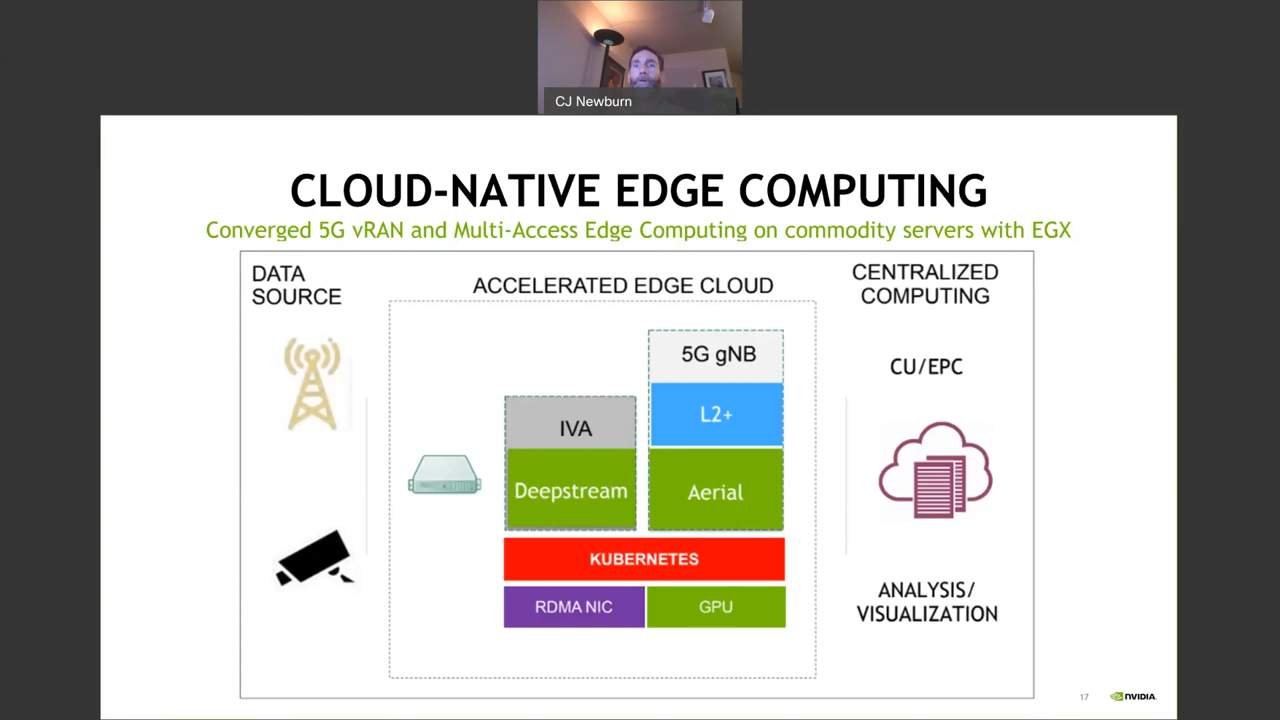 CJ Newburn
CLOUD-NATIVE EDGE COMPUTING
Converged 5G vRAN and Multi-Access Edge Computing on commodity servers with EGX
DATA
SOURCE
ACCELERATED EDGE CLOUD
CENTRALIZED
COMPUTING
5G gNB
L2+
Aerial
IVA
Deepstream
KUBERNETES
RDMA NIC
GPU
CU/EPC
ANALYSIS/
VISUALIZATION
17
NVIDIA.